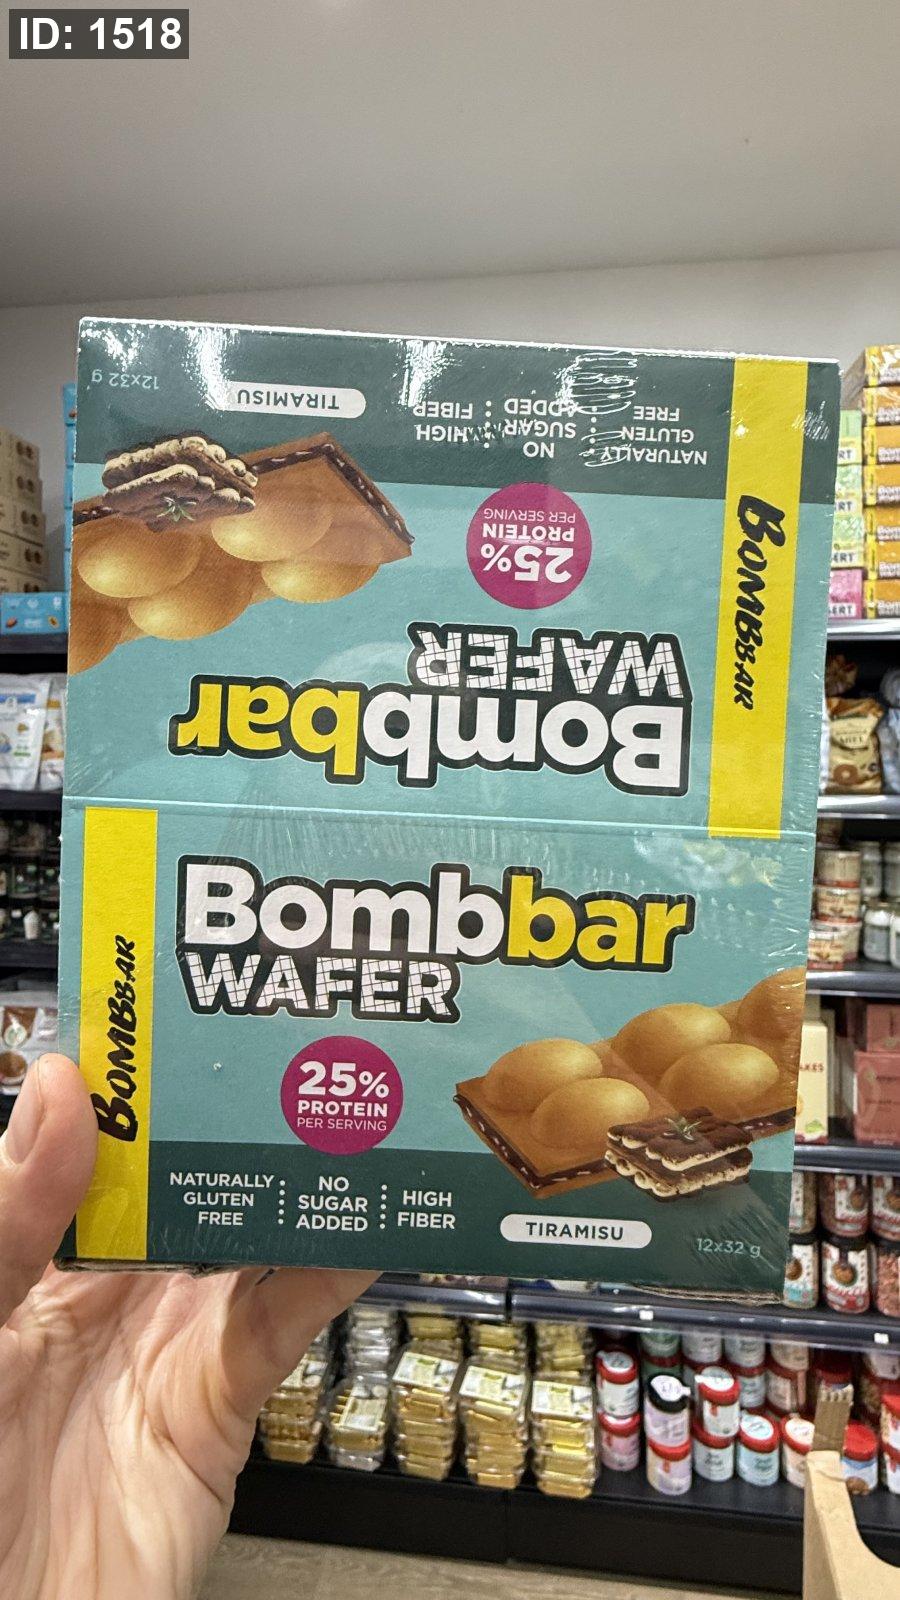 ID: 1518
12x32 g
TIRAMISU
HIGH
FIBER
NO
SUGAR
ADDED
NATURALLY
GLUTEN
FREE
25%
PROTEIN
PER SERVING
Bombbar
WAFER
BOMBBAR
Bombbar
WAFER
BOMBBAR
25%
PROTEIN
PER SERVING
NATURALLY
GLUTEN
FREE
NO
SUGAR
ADDED
HIGH
FIBER
TIRAMISU
12x32 g